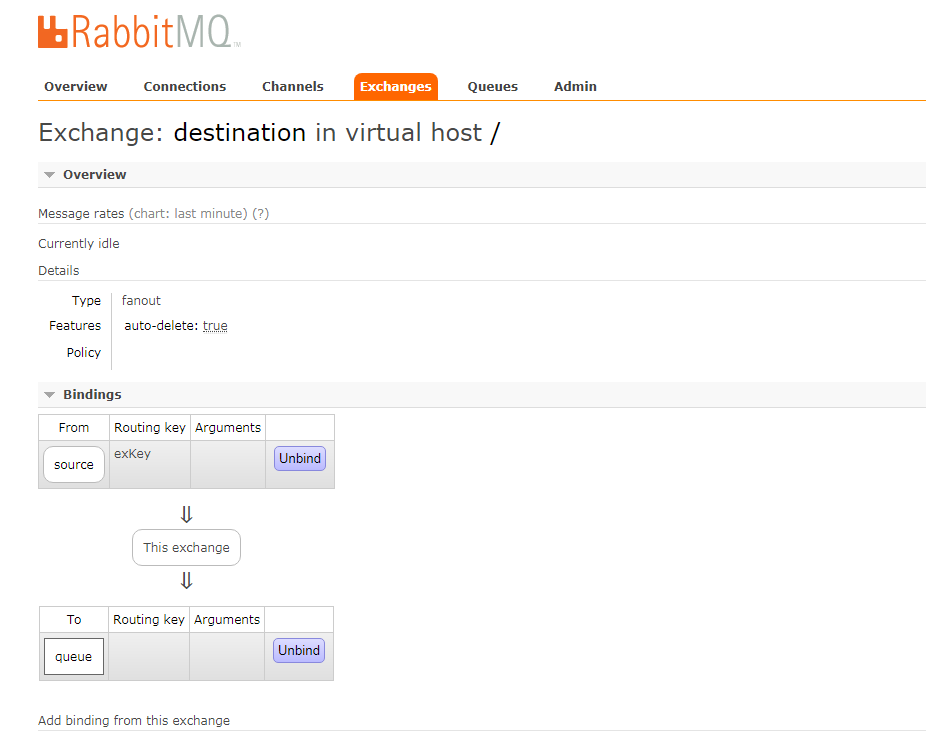 RabbitMQ™
Overview Connections Channels Exchanges Queues Admin
Exchange: destination in virtual host /
Overview
Message rates (chart: last minute) (?)
Currently idle
Details
Type fanout
Features auto-delete: true
Policy
Bindings
From Routing key Arguments
source exKey Unbind
⇓
This exchange
⇓
To Routing key Arguments
queue Unbind
Add binding from this exchange